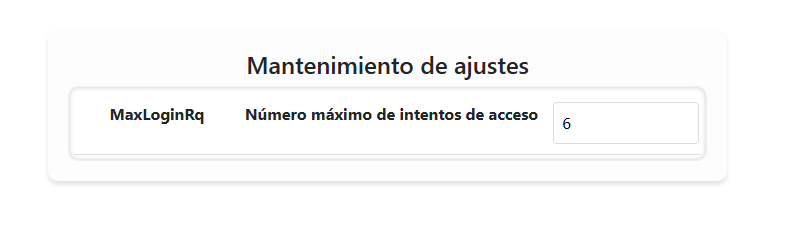 Mantenimiento de ajustes
MaxLoginRq Número máximo de intentos de acceso 6